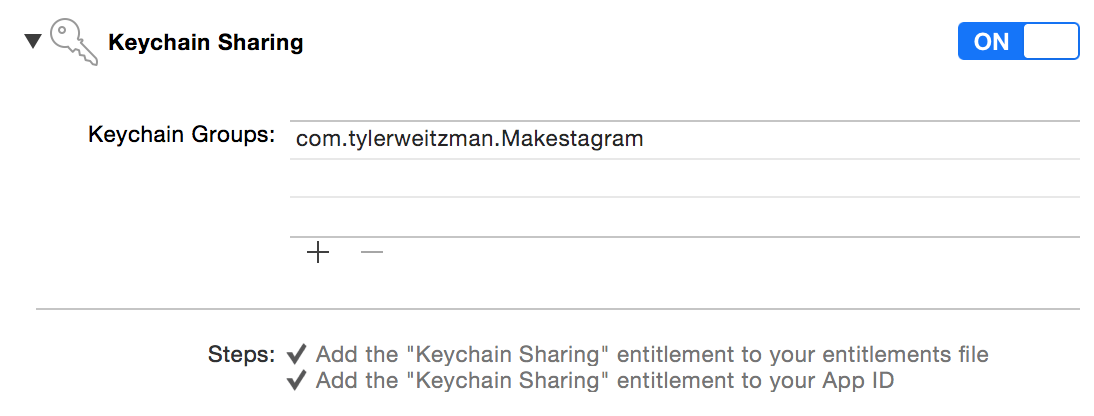 Keychain Sharing
ON
Keychain Groups: com.tylerweitzman.Makestagram
Steps: ✔ Add the "Keychain Sharing" entitlement to your entitlements file
✔ Add the "Keychain Sharing" entitlement to your App ID